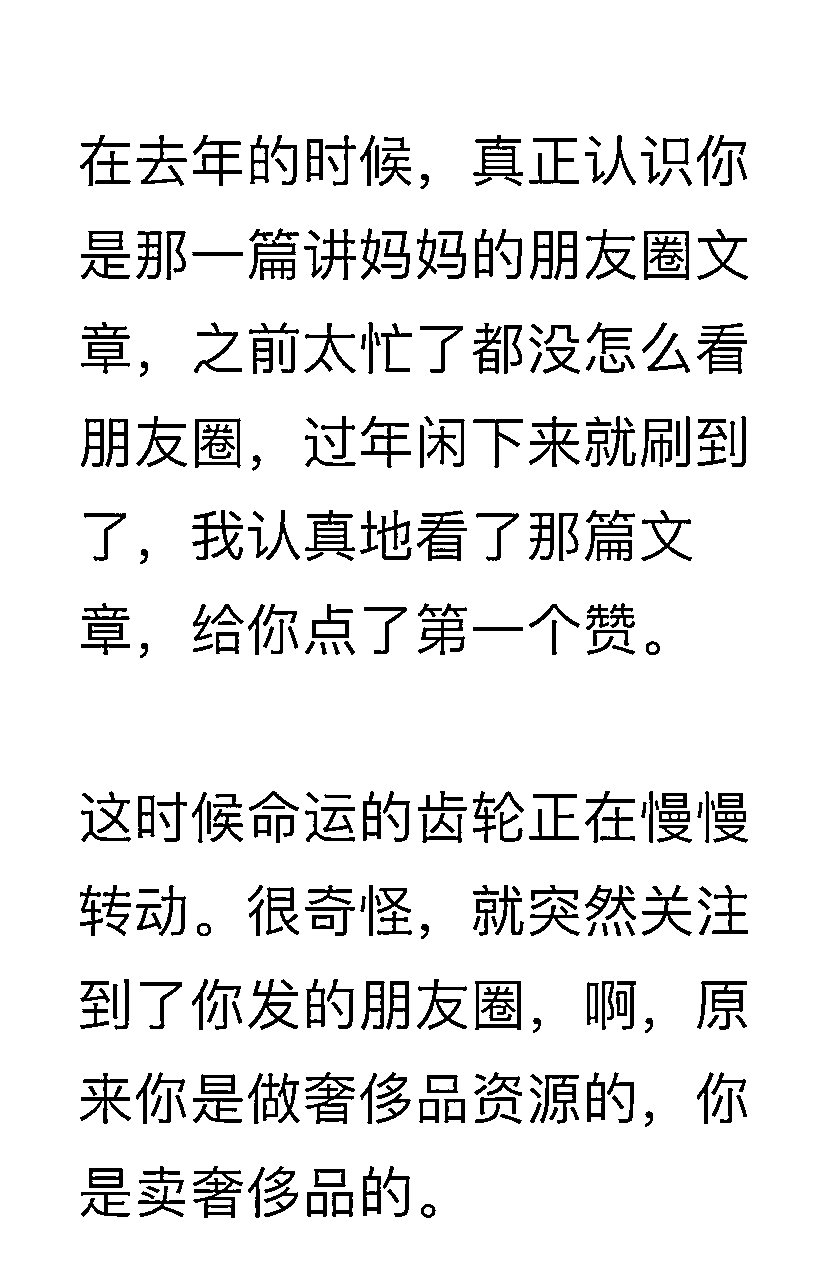 在去年的时候，真正认识你
是那一篇讲妈妈的朋友圈文
章，之前太忙了都没怎么看
朋友圈，过年闲下来就刷到
了，我认真地看了那篇文
章，给你点了第一个赞。
这时候命运的齿轮正在慢慢
转动。很奇怪，就突然关注
到了你发的朋友圈，啊，原
来你是做奢侈品资源的，你
是卖奢侈品的。